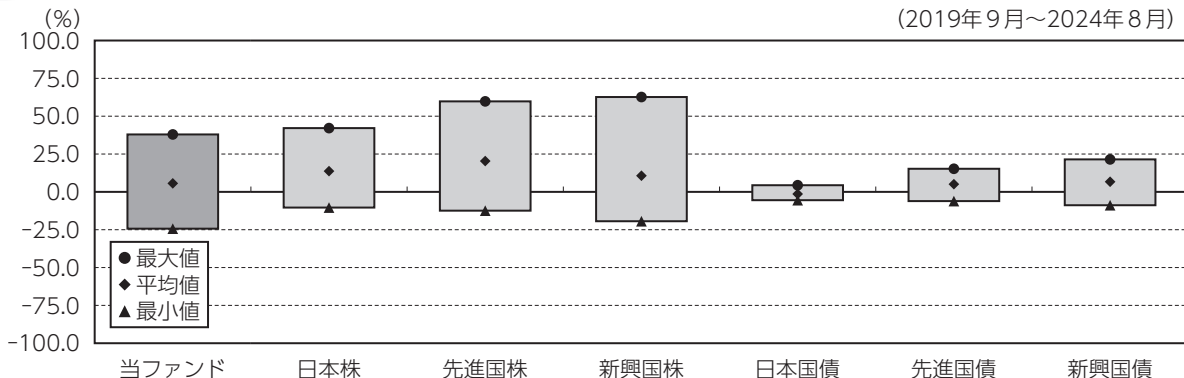 (%)
(2019年9月～2024年8月)
100.0
75.0
50.0
25.0
0.0
-25.0
-50.0
-75.0
-100.0
● 最大値
◆ 平均値
▲ 最小値
当ファンド 日本株 先進国株 新興国株 日本国債 先進国債 新興国債